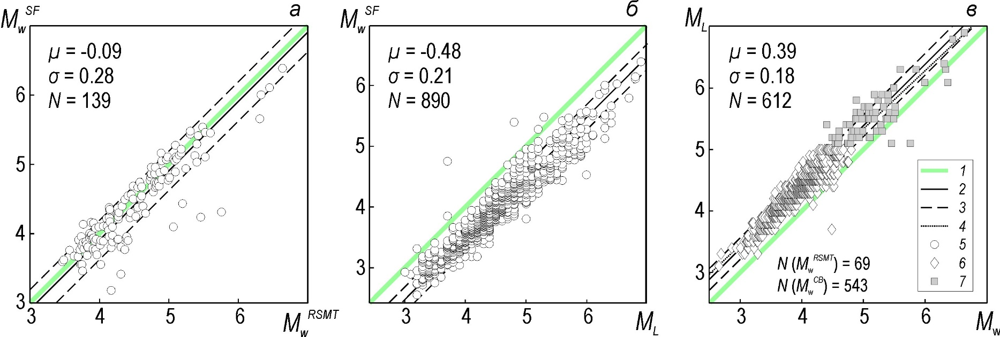 M_w^SF
а
μ = -0.09
σ = 0.28
N = 139
6
5
4
3
3 4 5 6 M_w^RSMT
M_w^SF
б
μ = -0.48
σ = 0.21
N = 890
6
5
4
3
3 4 5 6 M_L
M_L
в
μ = 0.39
σ = 0.18
N = 612
6
5
4
3
1
2
3
4
5
6
7
N (M_w^RSMT) = 69
N (M_w^CB) = 543
3 4 5 6 M_w